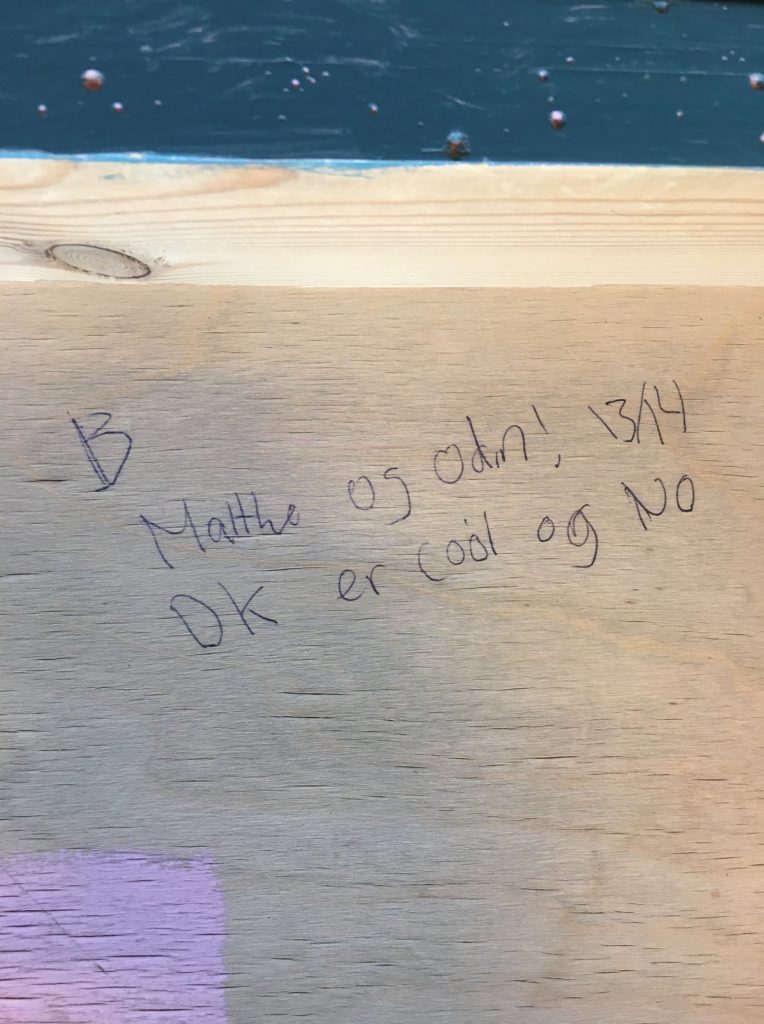 B
Malthe og Odin! 13/14
DK er cool og NO